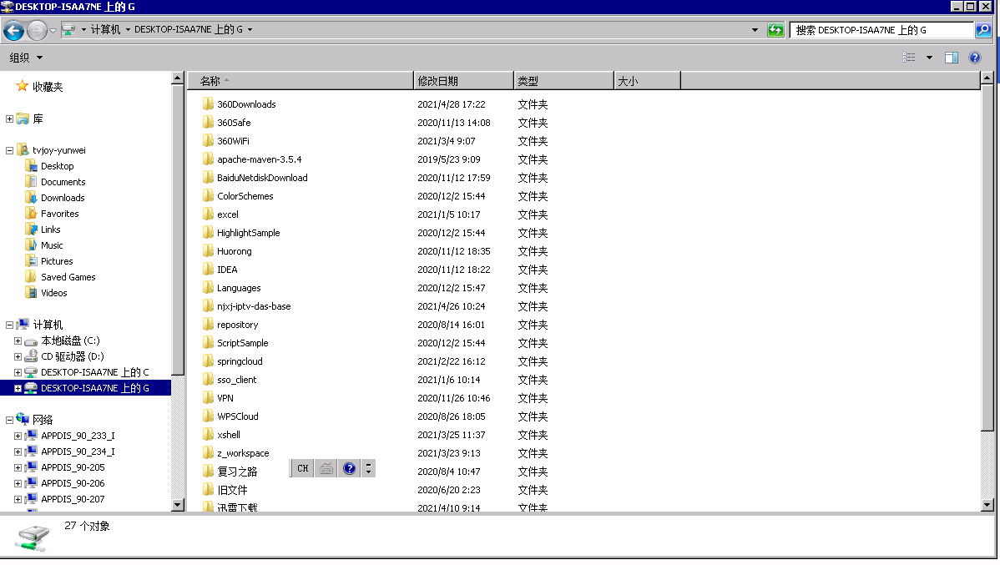 DESKTOP-ISAA7NE 上的 G
计算机 DESKTOP-ISAA7NE 上的 G
搜索 DESKTOP-ISAA7NE 上的 G
组织
收藏夹
库
tvjoy-yunwei
Desktop
Documents
Downloads
Favorites
Links
Music
Pictures
Saved Games
Videos
计算机
本地磁盘 (C:)
CD 驱动器 (D:)
DESKTOP-ISAA7NE 上的 C
DESKTOP-ISAA7NE 上的 G
网络
APPDIS_90_233_I
APPDIS_90_234_I
APPDIS_90-205
APPDIS_90-206
APPDIS_90-207
名称 修改日期 类型 大小
360Downloads 2021/4/28 17:22 文件夹
360Safe 2020/11/13 14:08 文件夹
360WiFi 2021/3/4 9:07 文件夹
apache-maven-3.5.4 2019/5/23 9:09 文件夹
BaiduNetdiskDownload 2020/11/12 17:59 文件夹
ColorSchemes 2020/12/2 15:44 文件夹
excel 2021/1/5 10:17 文件夹
HighlightSample 2020/12/2 15:44 文件夹
Huorong 2020/11/12 18:35 文件夹
IDEA 2020/11/12 18:22 文件夹
Languages 2020/12/2 15:47 文件夹
njxj-iptv-das-base 2021/4/26 10:24 文件夹
repository 2020/8/14 16:01 文件夹
ScriptSample 2020/12/2 15:44 文件夹
springcloud 2021/2/22 16:12 文件夹
sso_client 2021/1/6 10:14 文件夹
VPN 2020/11/26 10:46 文件夹
WPSCloud 2020/8/26 18:05 文件夹
xshell 2021/3/25 11:37 文件夹
z_workspace 2021/3/23 9:13 文件夹
复习之路 2020/8/4 10:47 文件夹
旧文件 2020/6/20 2:23 文件夹
迅雷下载 2021/4/10 9:14 文件夹
CH
27 个对象